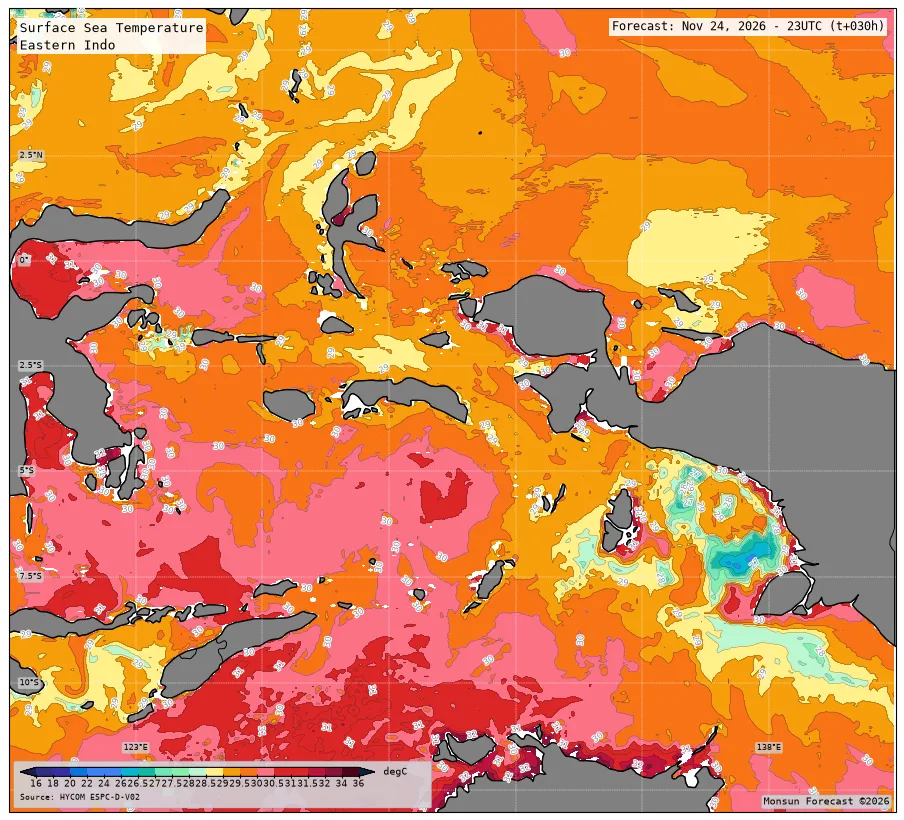 Surface Sea Temperature
Eastern Indo
Forecast: Nov 24, 2026 - 23UTC (t+030h)
2.5°N
0°
2.5°S
5°S
7.5°S
10°S
123°E
138°E
degC
16 18 20 22 24 26 26.5 27 27.5 28 28.5 29 29.5 30 30.5 31 31.5 32 34 36
Source: HYCOM ESPC-D-V02
Monsun Forecast ©2026